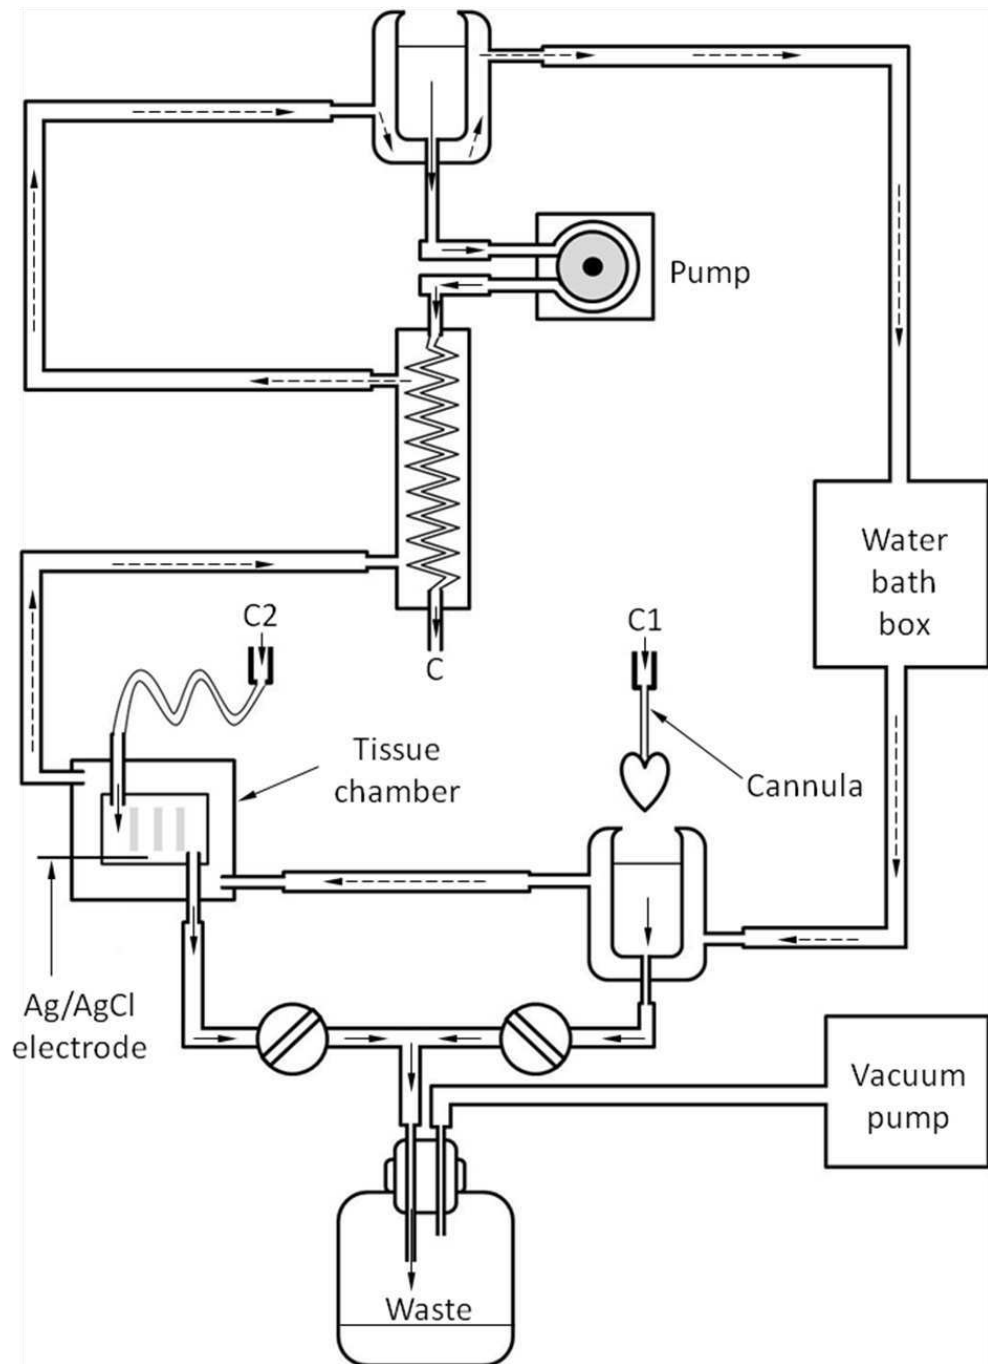 Pump
Water
bath
box
C2
C1
C
Tissue
chamber
Cannula
Ag/AgCl
electrode
Vacuum
pump
Waste